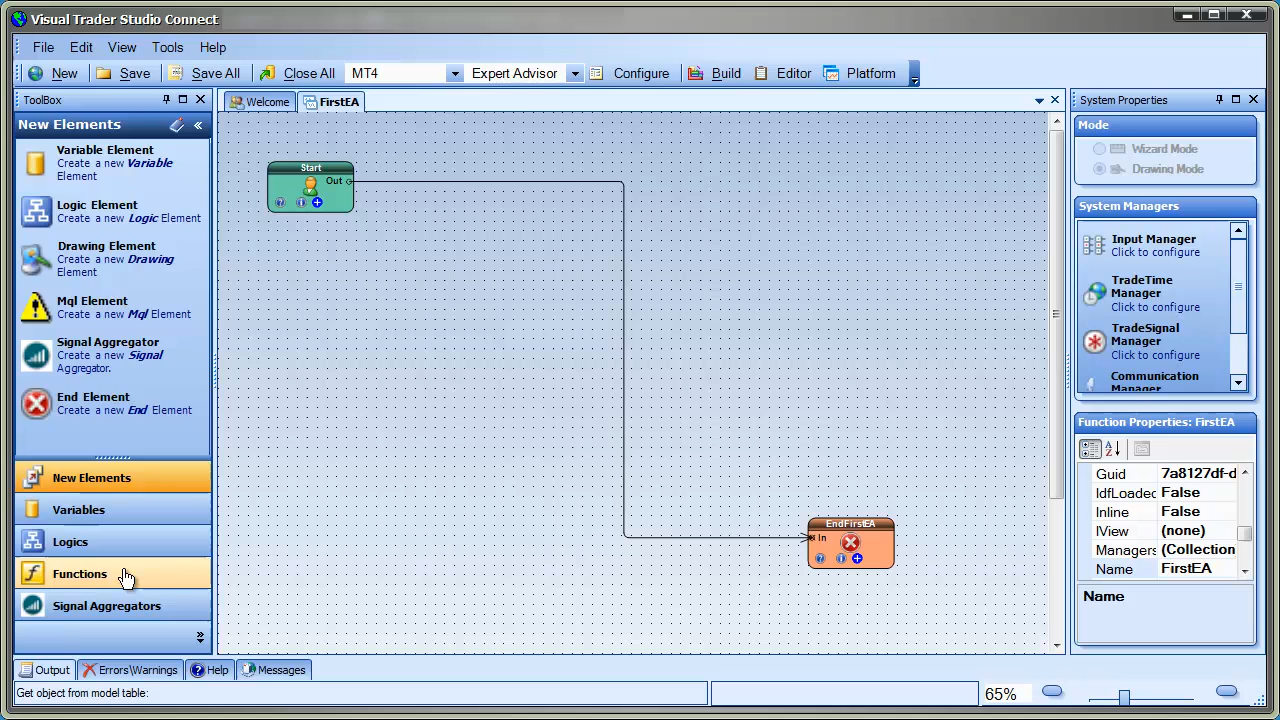 Visual Trader Studio Connect
File Edit View Tools Help
New Save Save All Close All MT4 Expert Advisor Configure Build Editor Platform
ToolBox
New Elements
Variable Element
Create a new Variable
Element
Logic Element
Create a new Logic Element
Drawing Element
Create a new Drawing
Element
Mql Element
Create a new Mql Element
Signal Aggregator
Create a new Signal
Aggregator.
End Element
Create a new End Element
New Elements
Variables
Logics
Functions
Signal Aggregators
Welcome FirstEA
Start
Out
EndFirstEA
In
System Properties
Mode
Wizard Mode
Drawing Mode
System Managers
Input Manager
Click to configure
TradeTime
Manager
Click to configure
TradeSignal
Manager
Click to configure
Communication
Manager
Function Properties: FirstEA
Guid 7a8127df-d
IdfLoaded False
Inline False
IView (none)
Managers (Collection
Name FirstEA
Name
Output Errors\Warnings Help Messages
Get object from model table:
65%